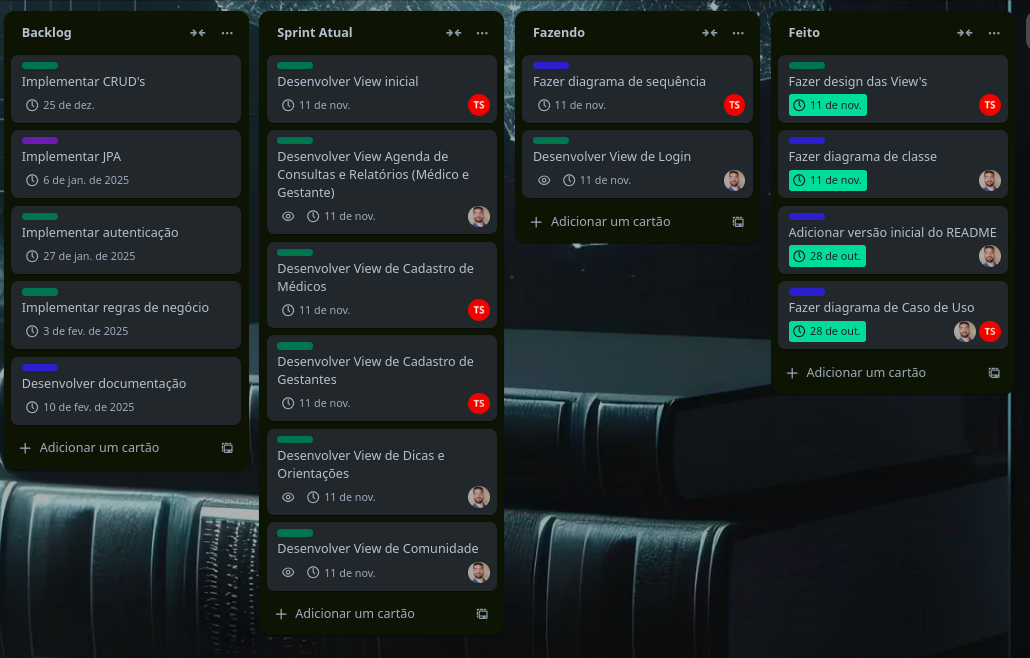 Backlog
Implementar CRUD's
25 de dez.
Implementar JPA
6 de jan. de 2025
Implementar autenticação
27 de jan. de 2025
Implementar regras de negócio
3 de fev. de 2025
Desenvolver documentação
10 de fev. de 2025
Adicionar um cartão
Sprint Atual
Desenvolver View inicial
11 de nov.
TS
Desenvolver View Agenda de
Consultas e Relatórios (Médico e
Gestante)
11 de nov.
Desenvolver View de Cadastro de
Médicos
11 de nov.
TS
Desenvolver View de Cadastro de
Gestantes
11 de nov.
TS
Desenvolver View de Dicas e
Orientações
11 de nov.
Desenvolver View de Comunidade
11 de nov.
Adicionar um cartão
Fazendo
Fazer diagrama de sequência
11 de nov.
TS
Desenvolver View de Login
11 de nov.
Adicionar um cartão
Feito
Fazer design das View's
11 de nov.
TS
Fazer diagrama de classe
11 de nov.
Adicionar versão inicial do README
28 de out.
Fazer diagrama de Caso de Uso
28 de out.
TS
Adicionar um cartão